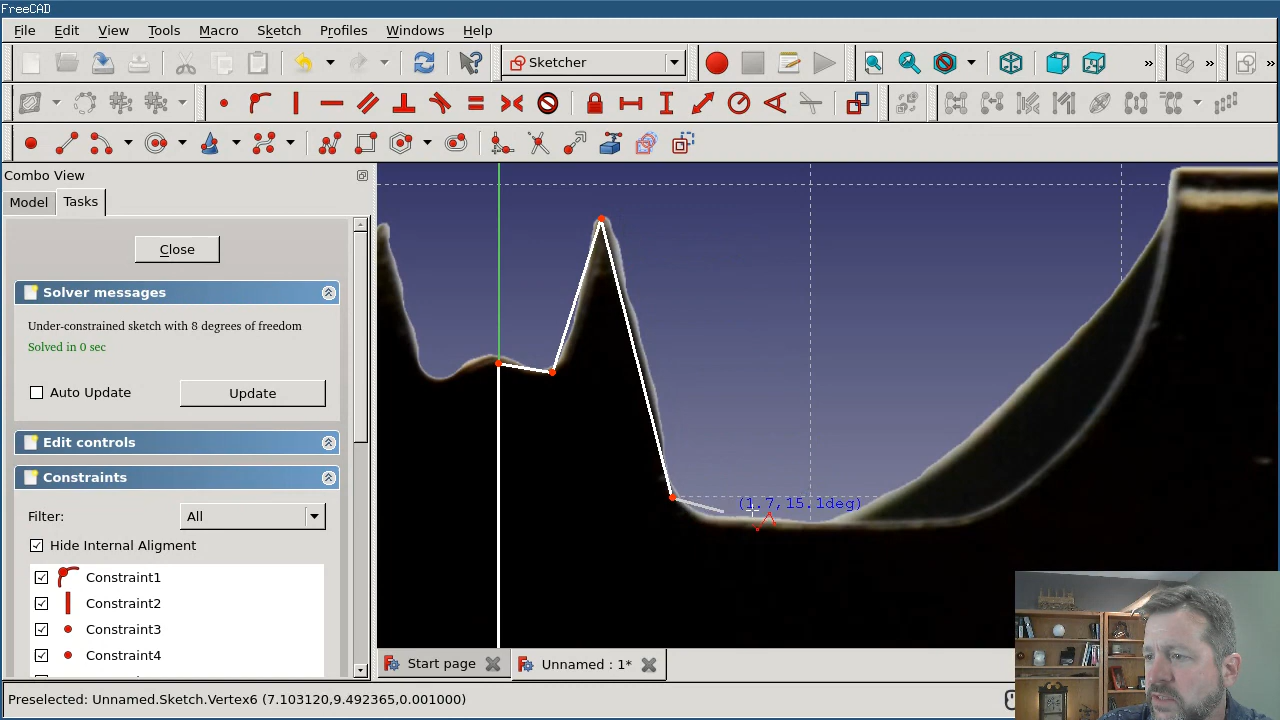 FreeCAD
File Edit View Tools Macro Sketch Profiles Windows Help
Sketcher
» » »
Combo View
Model Tasks
Close
Solver messages
Under-constrained sketch with 8 degrees of freedom
Solved in 0 sec
Auto Update Update
Edit controls
Constraints
Filter: All
Hide Internal Aligment
Constraint1
Constraint2
Constraint3
Constraint4
(1.7,15.1deg)
Start page Unnamed : 1*
Preselected: Unnamed.Sketch.Vertex6 (7.103120,9.492365,0.001000)